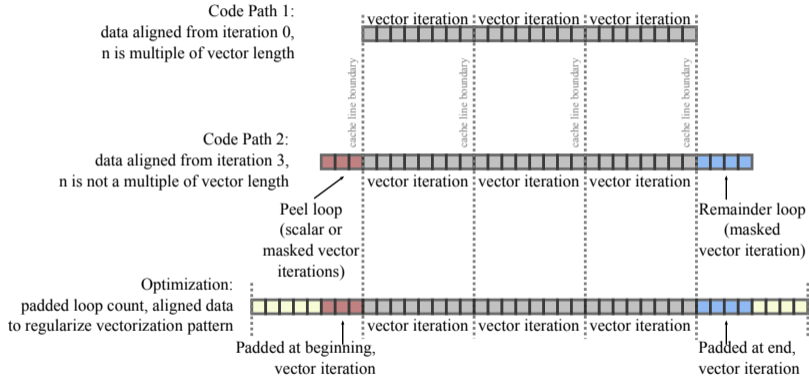 Code Path 1:
data aligned from iteration 0,
n is multiple of vector length
vector iteration vector iteration vector iteration
cache line boundary
cache line boundary
cache line boundary
cache line boundary
Code Path 2:
data aligned from iteration 3,
n is not a multiple of vector length
vector iteration vector iteration vector iteration
Peel loop
(scalar or
masked vector
iterations)
Remainder loop
(masked
vector iteration)
Optimization:
padded loop count, aligned data
to regularize vectorization pattern
vector iteration vector iteration vector iteration
Padded at beginning,
vector iteration
Padded at end,
vector iteration